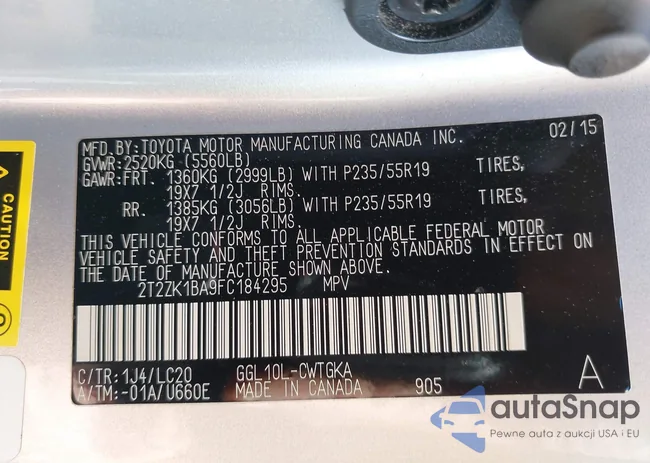 MFD.BY:TOYOTA MOTOR MANUFACTURING CANADA INC. 02/15
GVWR:2520KG (5560LB)
GAWR:FRT. 1360KG (2999LB) WITH P235/55R19 TIRES,
19X7 1/2J RIMS.
RR. 1385KG (3056LB) WITH P235/55R19 TIRES,
19X7 1/2J RIMS.
THIS VEHICLE CONFORMS TO ALL APPLICABLE FEDERAL MOTOR
VEHICLE SAFETY AND THEFT PREVENTION STANDARDS IN EFFECT ON
THE DATE OF MANUFACTURE SHOWN ABOVE.
2T2ZK1BA9FC184295 MPV
C/TR:1J4/LC20 GGL10L-CWTGKA
A/TM:-01A/U660E MADE IN CANADA 905 A
CAUTION
autaSnap
Pewne auta z aukcji USA i EU